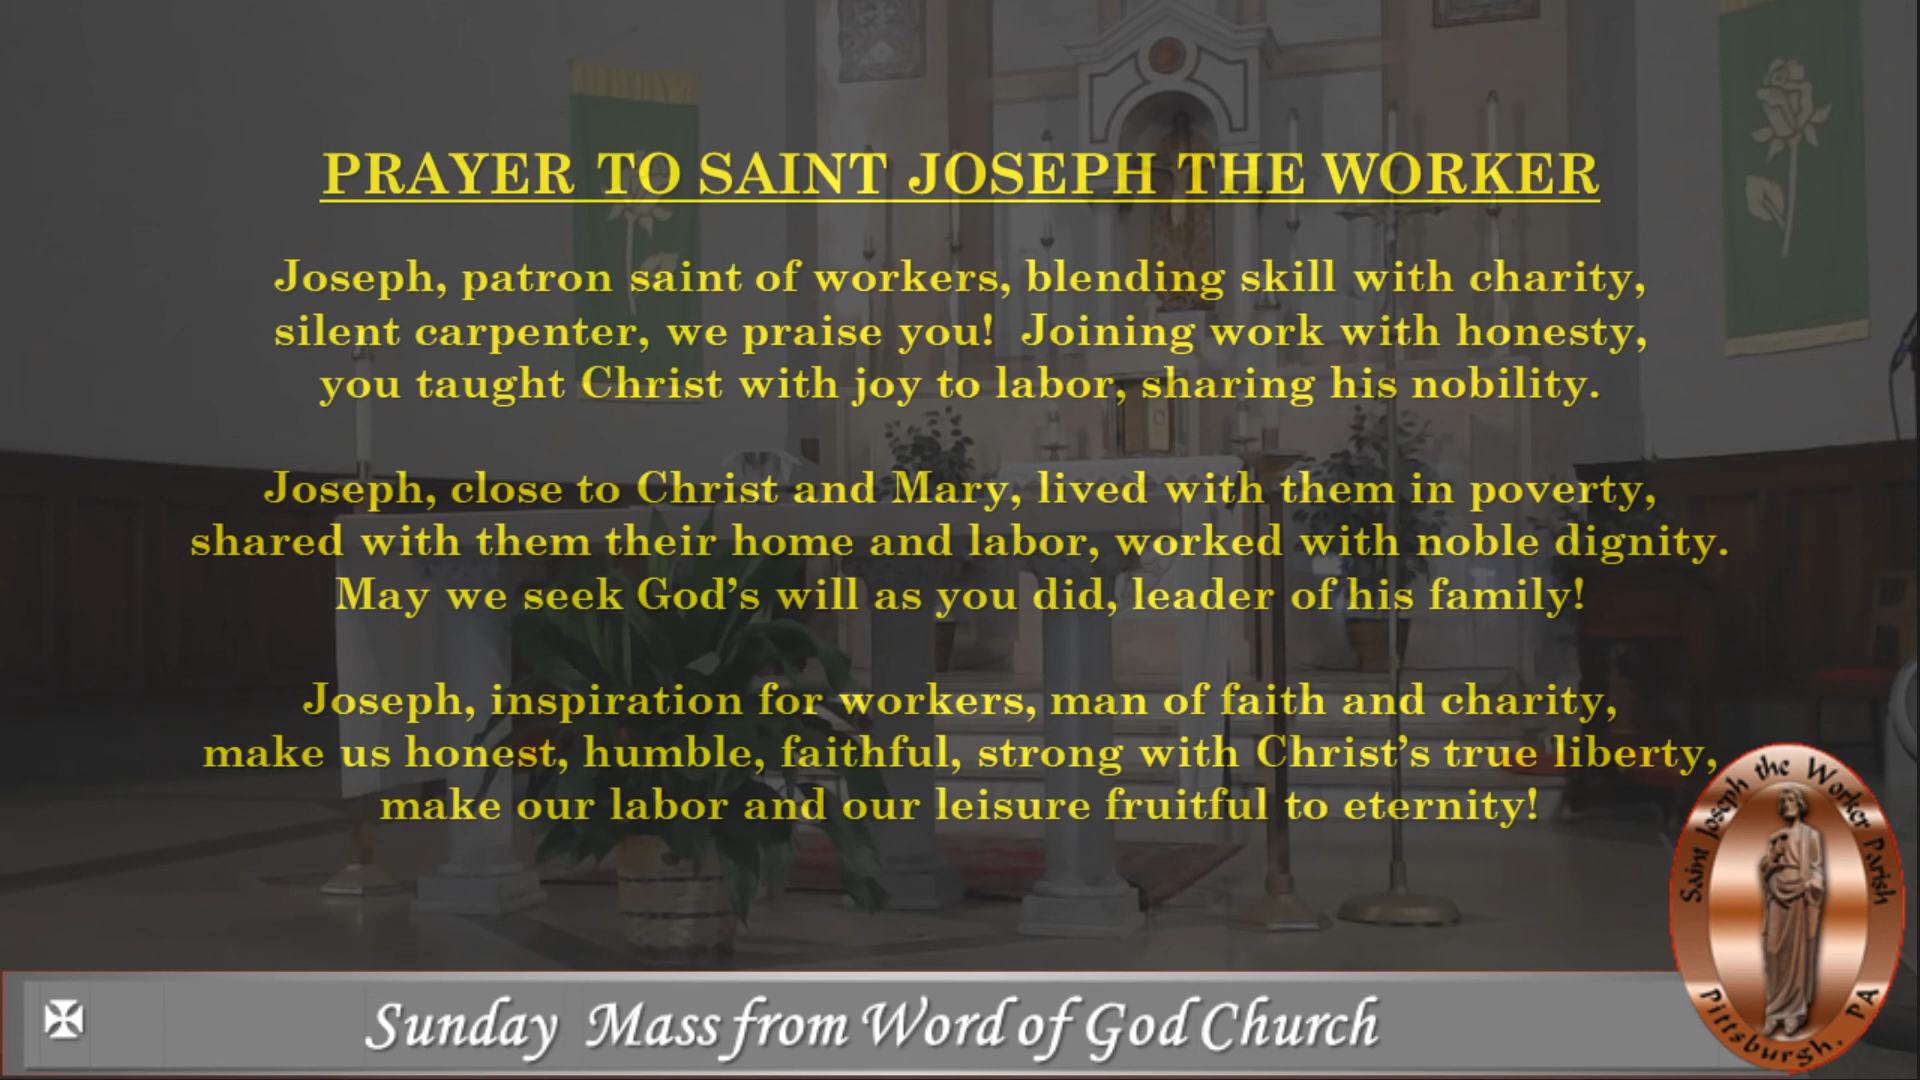 PRAYER TO SAINT JOSEPH THE WORKER
Joseph, patron saint of workers, blending skill with charity,
silent carpenter, we praise you! Joining work with honesty,
you taught Christ with joy to labor, sharing his nobility.
Joseph, close to Christ and Mary, lived with them in poverty,
shared with them their home and labor, worked with noble dignity.
May we seek God’s will as you did, leader of his family!
Joseph, inspiration for workers, man of faith and charity,
make us honest, humble, faithful, strong with Christ’s true liberty,
make our labor and our leisure fruitful to eternity!
Saint Joseph the Worker Parish
Pittsburgh, PA
Sunday Mass from Word of God Church